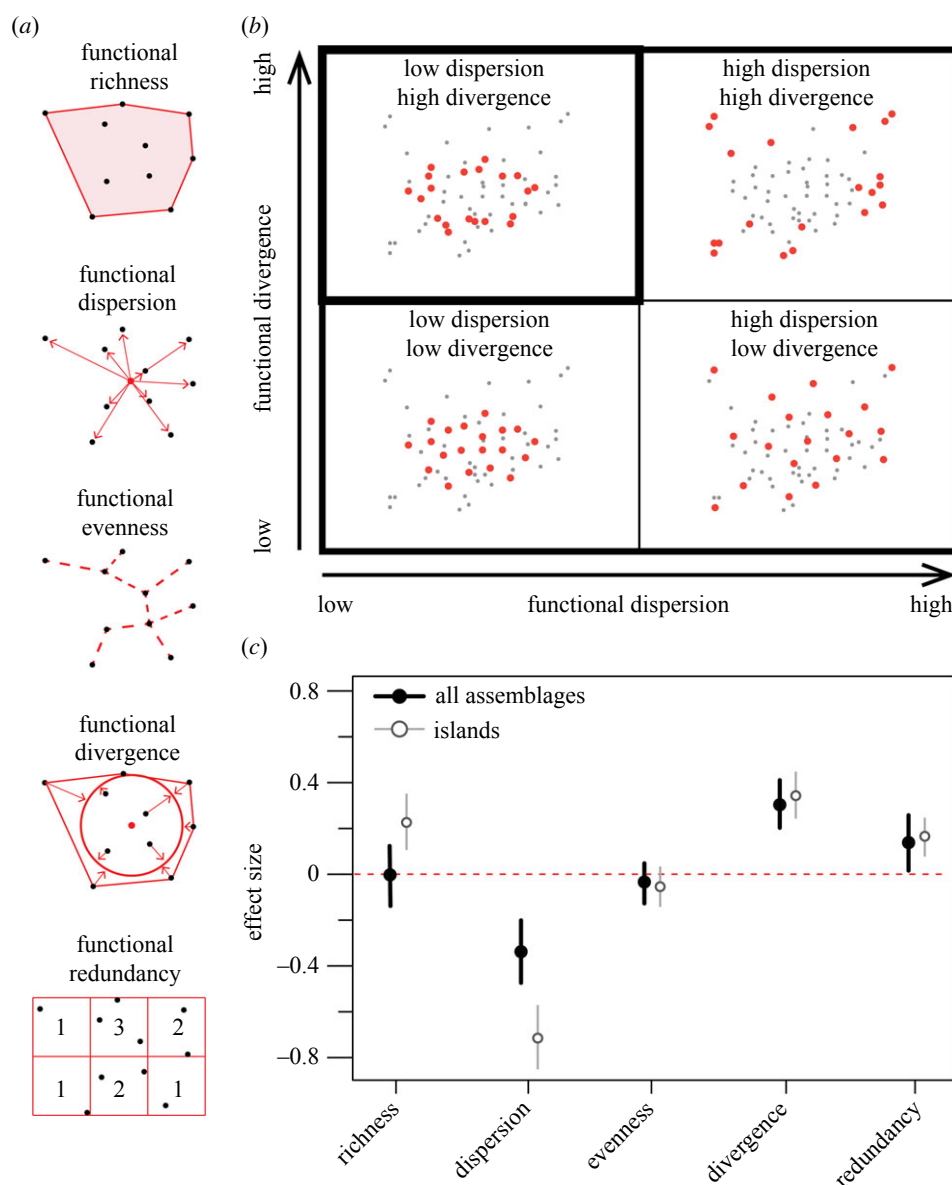 (a)
functional
richness
functional
dispersion
functional
evenness
functional
divergence
functional
redundancy
1 3 2
1 2 1
(b)
high
functional divergence
low
low dispersion
high divergence
high dispersion
high divergence
low dispersion
low divergence
high dispersion
low divergence
low functional dispersion high
(c)
effect size
0.8
0.4
0
–0.4
–0.8
all assemblages
islands
richness
dispersion
evenness
divergence
redundancy